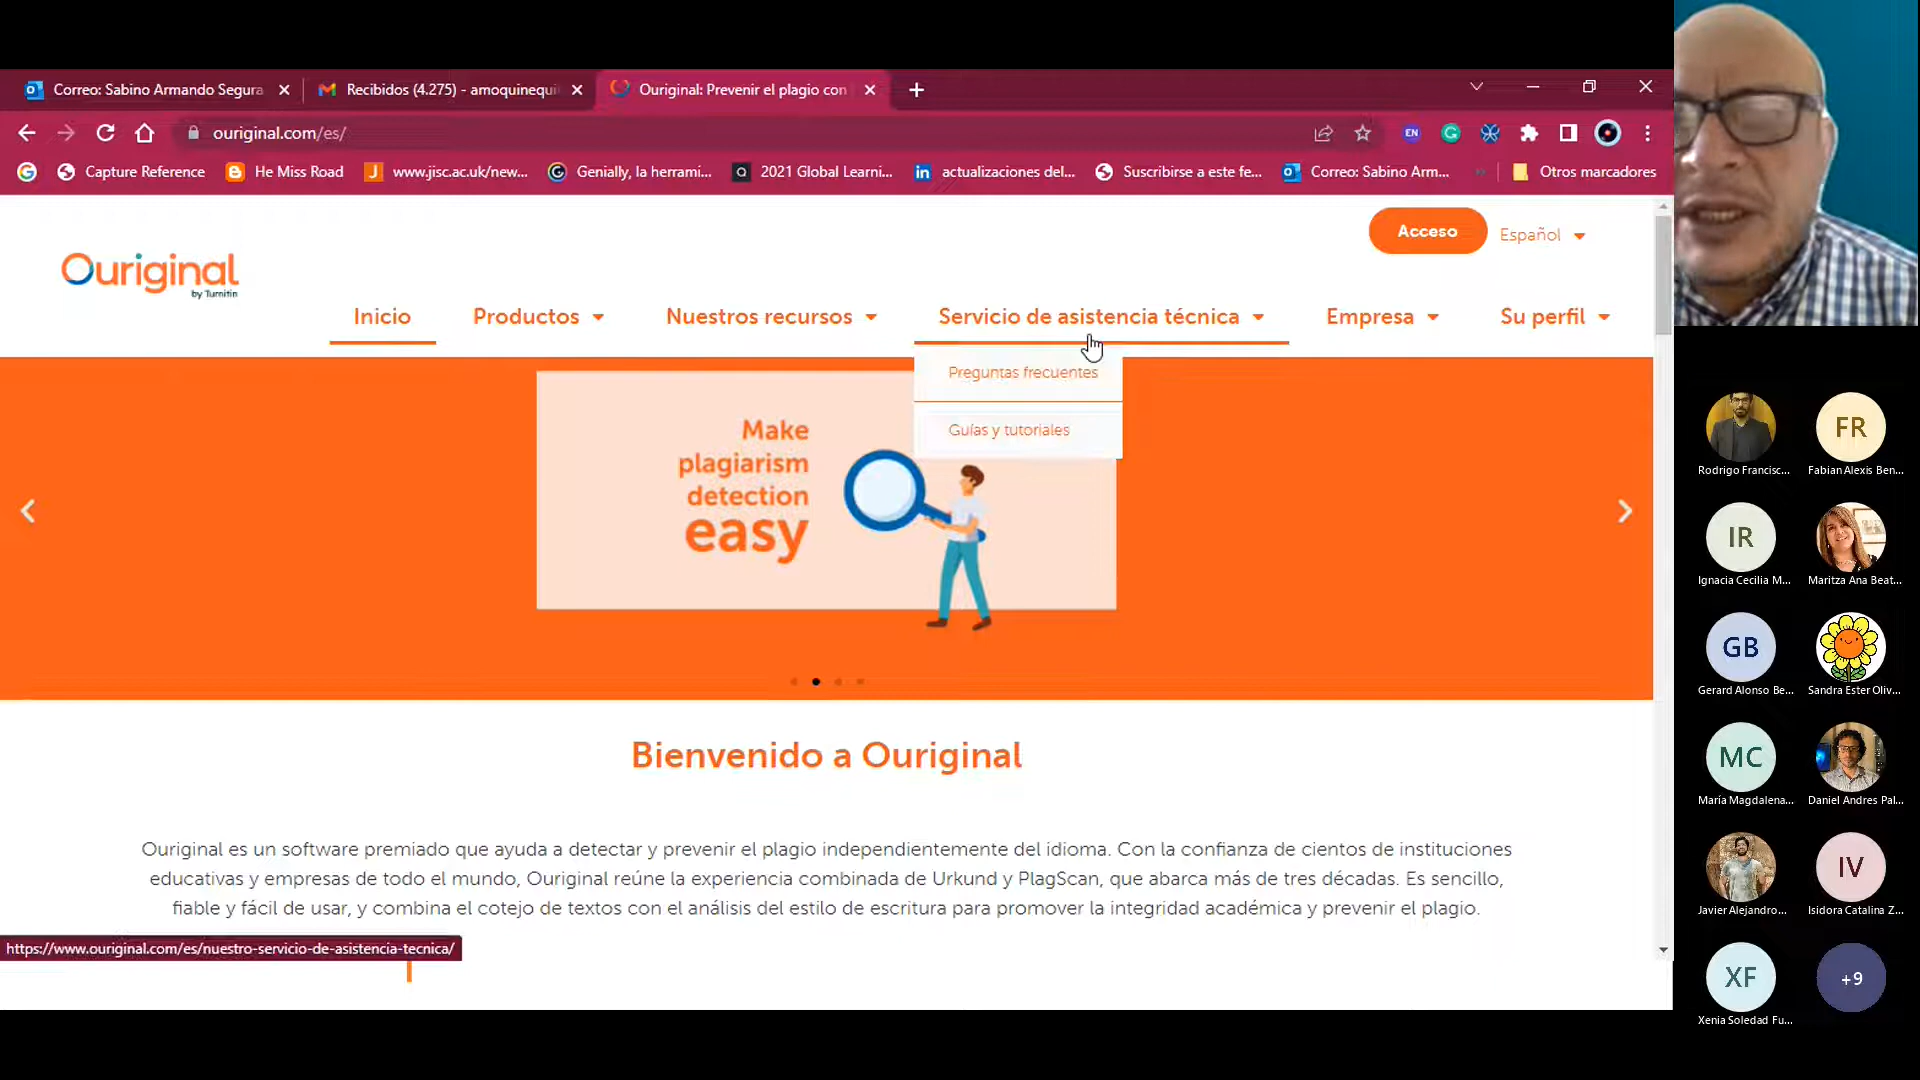 Correo: Sabino Armando Segura
Recibidos (4.275) - amoquinequi
Ouriginal: Prevenir el plagio con
ouriginal.com/es/
EN
Capture Reference
He Miss Road
www.jisc.ac.uk/new...
Genially, la herrami...
2021 Global Learni...
actualizaciones del...
Suscribirse a este fe...
Correo: Sabino Arm...
Otros marcadores
Acceso
Español
Ouriginal
by Turnitin
Inicio
Productos
Nuestros recursos
Servicio de asistencia técnica
Empresa
Su perfil
Preguntas frecuentes
Guías y tutoriales
Make
plagiarism
detection
easy
Bienvenido a Ouriginal
Ouriginal es un software premiado que ayuda a detectar y prevenir el plagio independientemente del idioma. Con la confianza de cientos de instituciones
educativas y empresas de todo el mundo, Ouriginal reúne la experiencia combinada de Urkund y PlagScan, que abarca más de tres décadas. Es sencillo,
fiable y fácil de usar, y combina el cotejo de textos con el análisis del estilo de escritura para promover la integridad académica y prevenir el plagio.
https://www.ouriginal.com/es/nuestro-servicio-de-asistencia-tecnica/
Rodrigo Francisc...
FR
Fabian Alexis Ben...
IR
Ignacia Cecilia M...
Maritza Ana Beat...
GB
Gerard Alonso Be...
Sandra Ester Oliv...
MC
María Magdalena...
Daniel Andres Pal...
Javier Alejandro...
IV
Isidora Catalina Z...
XF
Xenia Soledad Fu...
+9